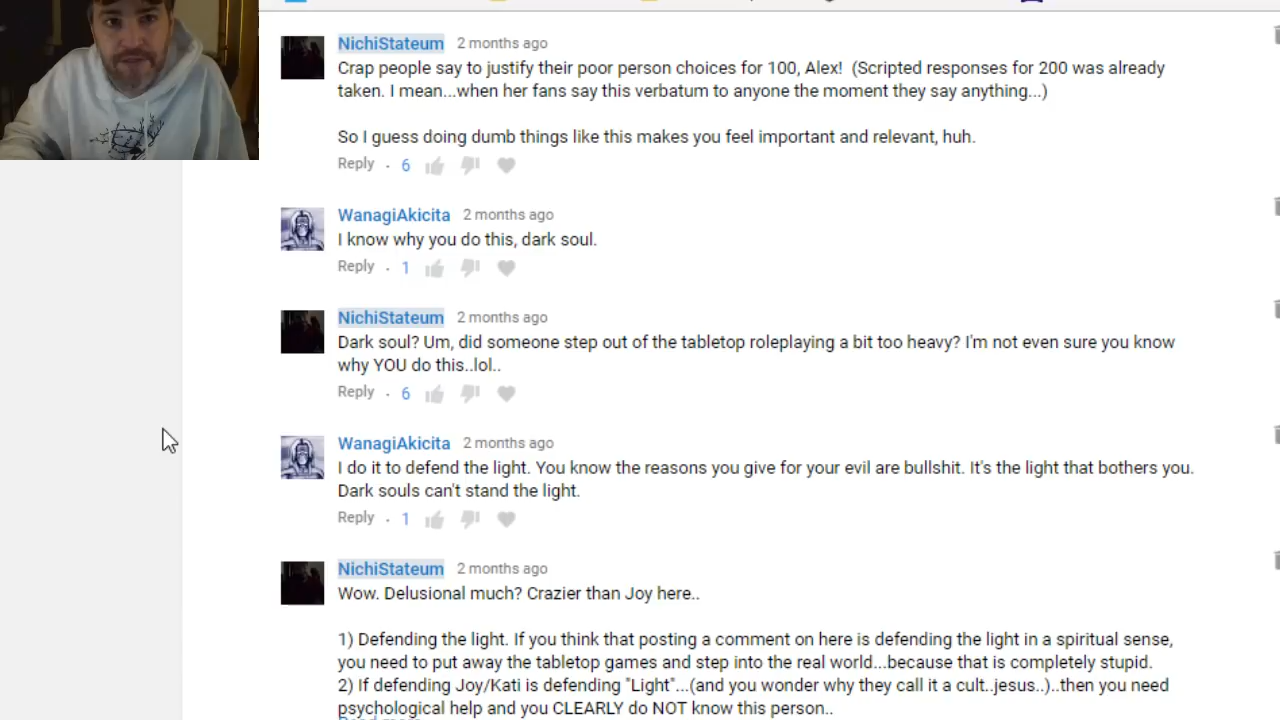 NichiStateum 2 months ago
Crap people say to justify their poor person choices for 100, Alex!  (Scripted responses for 200 was already
taken. I mean...when her fans say this verbatum to anyone the moment they say anything...)
So I guess doing dumb things like this makes you feel important and relevant, huh.
Reply · 6
WanagiAkicita 2 months ago
I know why you do this, dark soul.
Reply · 1
NichiStateum 2 months ago
Dark soul? Um, did someone step out of the tabletop roleplaying a bit too heavy? I'm not even sure you know
why YOU do this..lol..
Reply · 6
WanagiAkicita 2 months ago
I do it to defend the light. You know the reasons you give for your evil are bullshit. It's the light that bothers you.
Dark souls can't stand the light.
Reply · 1
NichiStateum 2 months ago
Wow. Delusional much? Crazier than Joy here..
1) Defending the light. If you think that posting a comment on here is defending the light in a spiritual sense,
you need to put away the tabletop games and step into the real world...because that is completely stupid.
2) If defending Joy/Kati is defending "Light"...(and you wonder why they call it a cult..jesus..)..then you need
psychological help and you CLEARLY do NOT know this person..